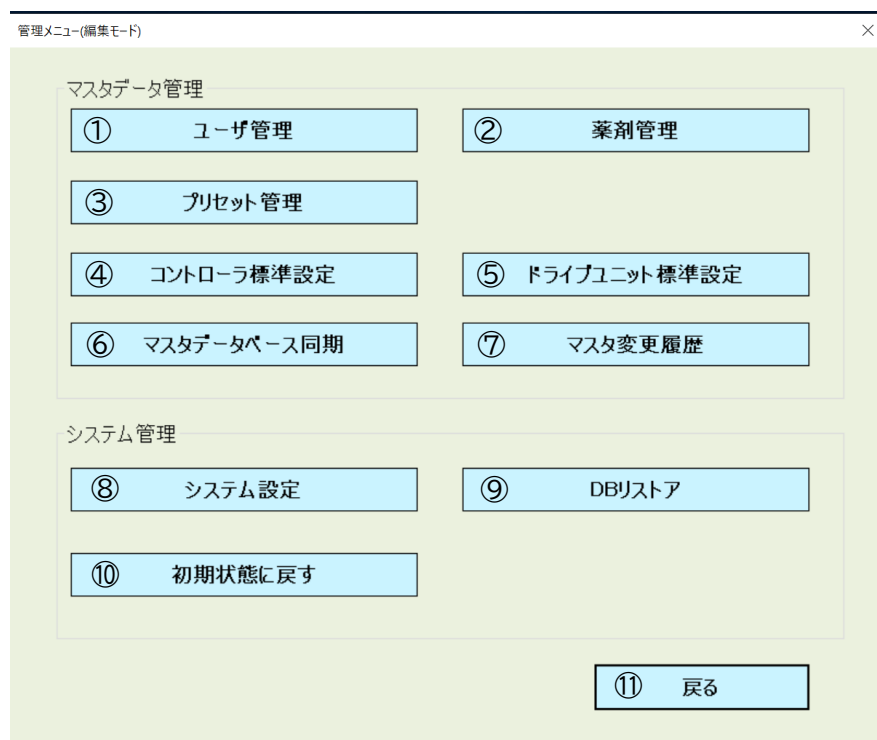 管理メニュー(編集モード)
マスタデータ管理
① ユーザ管理
② 薬剤管理
③ プリセット管理
④ コントローラ標準設定
⑤ ドライブユニット標準設定
⑥ マスタデータベース同期
⑦ マスタ変更履歴
システム管理
⑧ システム設定
⑨ DBリストア
⑩ 初期状態に戻す
⑪ 戻る